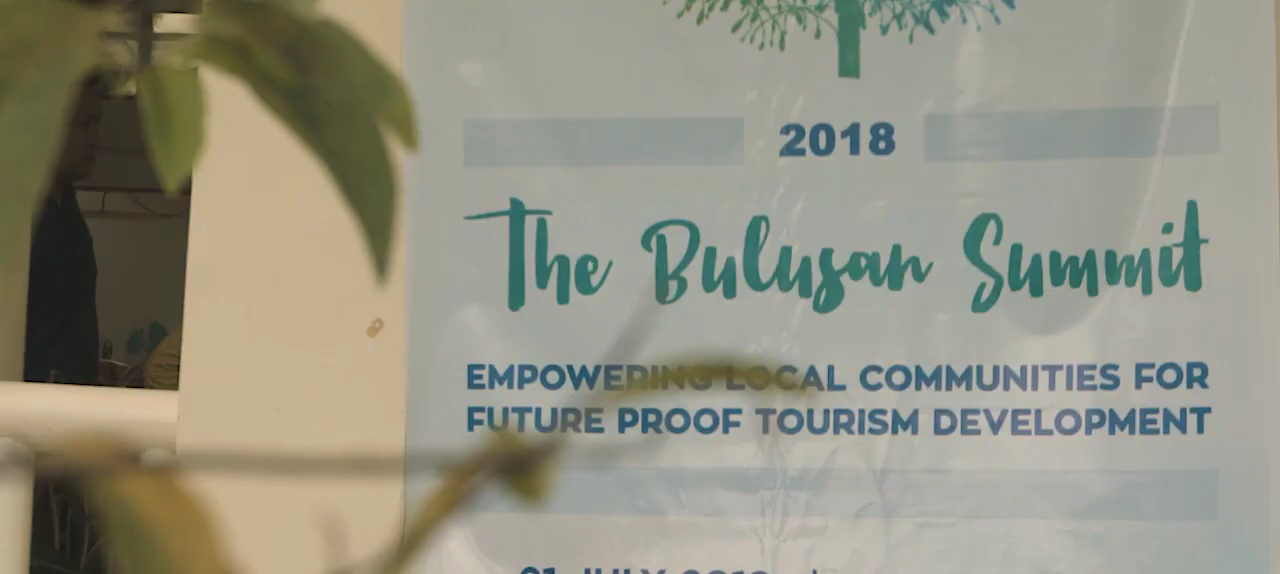 2018
The Bulusan Summit
EMPOWERING LOCAL COMMUNITIES FOR
FUTURE PROOF TOURISM DEVELOPMENT